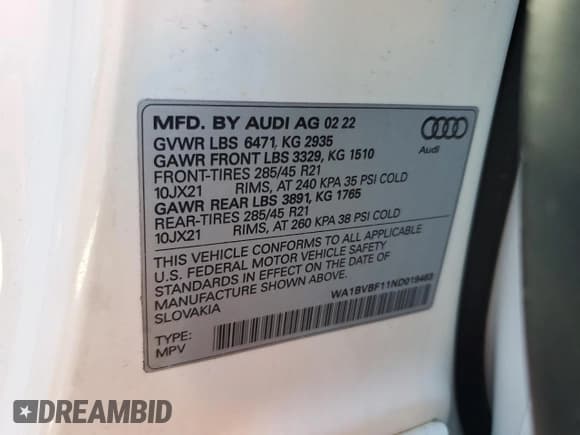 MFD. BY AUDI AG 02 22
GVWR LBS 6471, KG 2935
GAWR FRONT LBS 3329, KG 1510
FRONT-TIRES 285/45 R21
10JX21 RIMS, AT 240 KPA 35 PSI COLD
GAWR REAR LBS 3891, KG 1765
REAR-TIRES 285/45 R21
10JX21 RIMS, AT 260 KPA 38 PSI COLD
THIS VEHICLE CONFORMS TO ALL APPLICABLE
U.S. FEDERAL MOTOR VEHICLE SAFETY
STANDARDS IN EFFECT ON THE DATE OF
MANUFACTURE SHOWN ABOVE.
SLOVAKIA
WA1BVBF11ND019463
TYPE:
MPV
Audi
DREAMBID